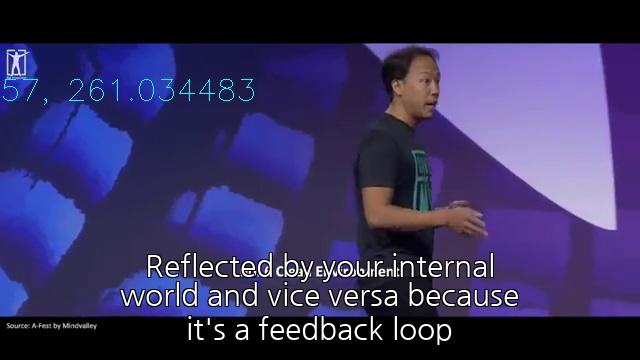 57, 261.034483
Reflected by your internal
world and vice versa because
it's a feedback loop
Source: A-Fest by Mindvalley